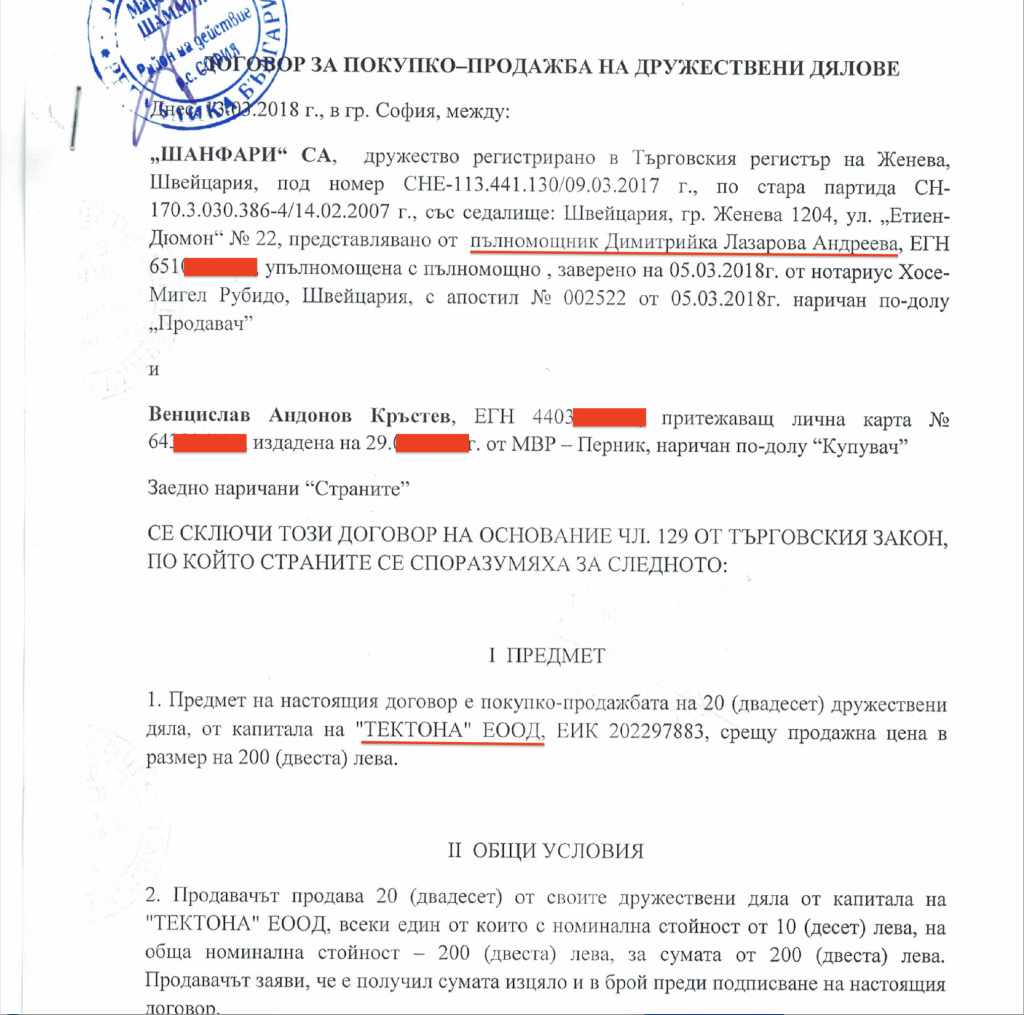 Мар
ШАМ
Район на действие
с. СОФИЯ
БЪЛГАРИ
ДОГОВОР ЗА ПОКУПКО–ПРОДАЖБА НА ДРУЖЕСТВЕНИ ДЯЛОВЕ
Днес, 13.03.2018 г., в гр. София, между:
„ШАНФАРИ“ СА, дружество регистрирано в Търговския регистър на Женева,
Швейцария, под номер СНЕ-113.441.130/09.03.2017 г., по стара партида СН-
170.3.030.386-4/14.02.2007 г., със седалище: Швейцария, гр. Женева 1204, ул. „Етиен-
Дюмон“ № 22, представлявано от пълномощник Димитрийка Лазарова Андреева, ЕГН
651 упълномощена с пълномощно , заверено на 05.03.2018г. от нотариус Хосе-
Мигел Рубидо, Швейцария, с апостил № 002522 от 05.03.2018г. наричан по-долу
„Продавач”
и
Венцислав Андонов Кръстев, ЕГН 4403 притежаващ лична карта №
64 издадена на 29. г. от МВР – Перник, наричан по-долу “Купувач”
Заедно наричани “Страните”
СЕ СКЛЮЧИ ТОЗИ ДОГОВОР НА ОСНОВАНИЕ ЧЛ. 129 ОТ ТЪРГОВСКИЯ ЗАКОН,
ПО КОЙТО СТРАНИТЕ СЕ СПОРАЗУМЯХА ЗА СЛЕДНОТО:
I ПРЕДМЕТ
1. Предмет на настоящия договор е покупко-продажбата на 20 (двадесет) дружествени
дяла, от капитала на "ТЕКТОНА" ЕООД, ЕИК 202297883, срещу продажна цена в
размер на 200 (двеста) лева.
II ОБЩИ УСЛОВИЯ
2. Продавачът продава 20 (двадесет) от своите дружествени дяла от капитала на
"ТЕКТОНА" ЕООД, всеки един от които с номинална стойност от 10 (десет) лева, на
обща номинална стойност – 200 (двеста) лева, за сумата от 200 (двеста) лева.
Продавачът заяви, че е получил сумата изцяло и в брой преди подписване на настоящия
договор.